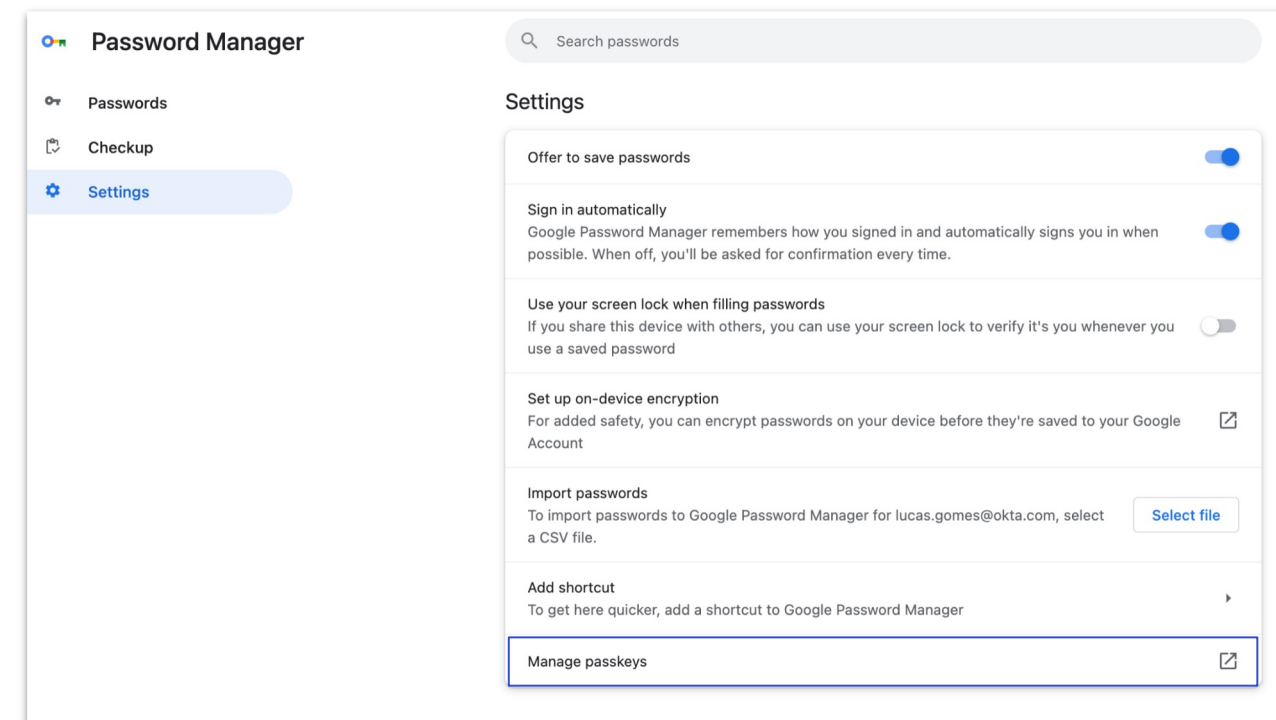 Password Manager
Search passwords
Passwords
Checkup
Settings
Settings
Offer to save passwords
Sign in automatically
Google Password Manager remembers how you signed in and automatically signs you in when
possible. When off, you'll be asked for confirmation every time.
Use your screen lock when filling passwords
If you share this device with others, you can use your screen lock to verify it's you whenever you
use a saved password
Set up on-device encryption
For added safety, you can encrypt passwords on your device before they're saved to your Google
Account
Import passwords
To import passwords to Google Password Manager for lucas.gomes@okta.com, select
a CSV file.
Select file
Add shortcut
To get here quicker, add a shortcut to Google Password Manager
Manage passkeys